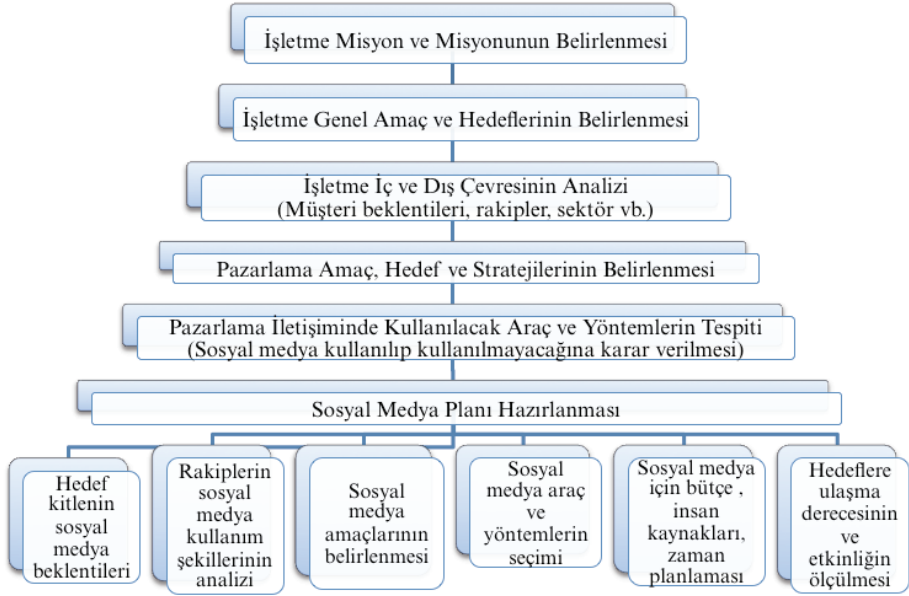 İşletme Misyon ve Misyonunun Belirlenmesi
İşletme Genel Amaç ve Hedeflerinin Belirlenmesi
İşletme İç ve Dış Çevresinin Analizi
(Müşteri beklentileri, rakipler, sektör vb.)
Pazarlama Amaç, Hedef ve Stratejilerinin Belirlenmesi
Pazarlama İletişiminde Kullanılacak Araç ve Yöntemlerin Tespiti
(Sosyal medya kullanılıp kullanılmayacağına karar verilmesi)
Sosyal Medya Planı Hazırlanması
Hedef
kitlenin
sosyal
medya
beklentileri
Rakiplerin
sosyal
medya
kullanım
şekillerinin
analizi
Sosyal
medya
amaçlarının
belirlenmesi
Sosyal
medya araç
ve
yöntemlerin
seçimi
Sosyal medya
için bütçe ,
insan
kaynakları,
zaman
planlaması
Hedeflere
ulaşma
derecesinin
ve
etkinliğin
ölçülmesi